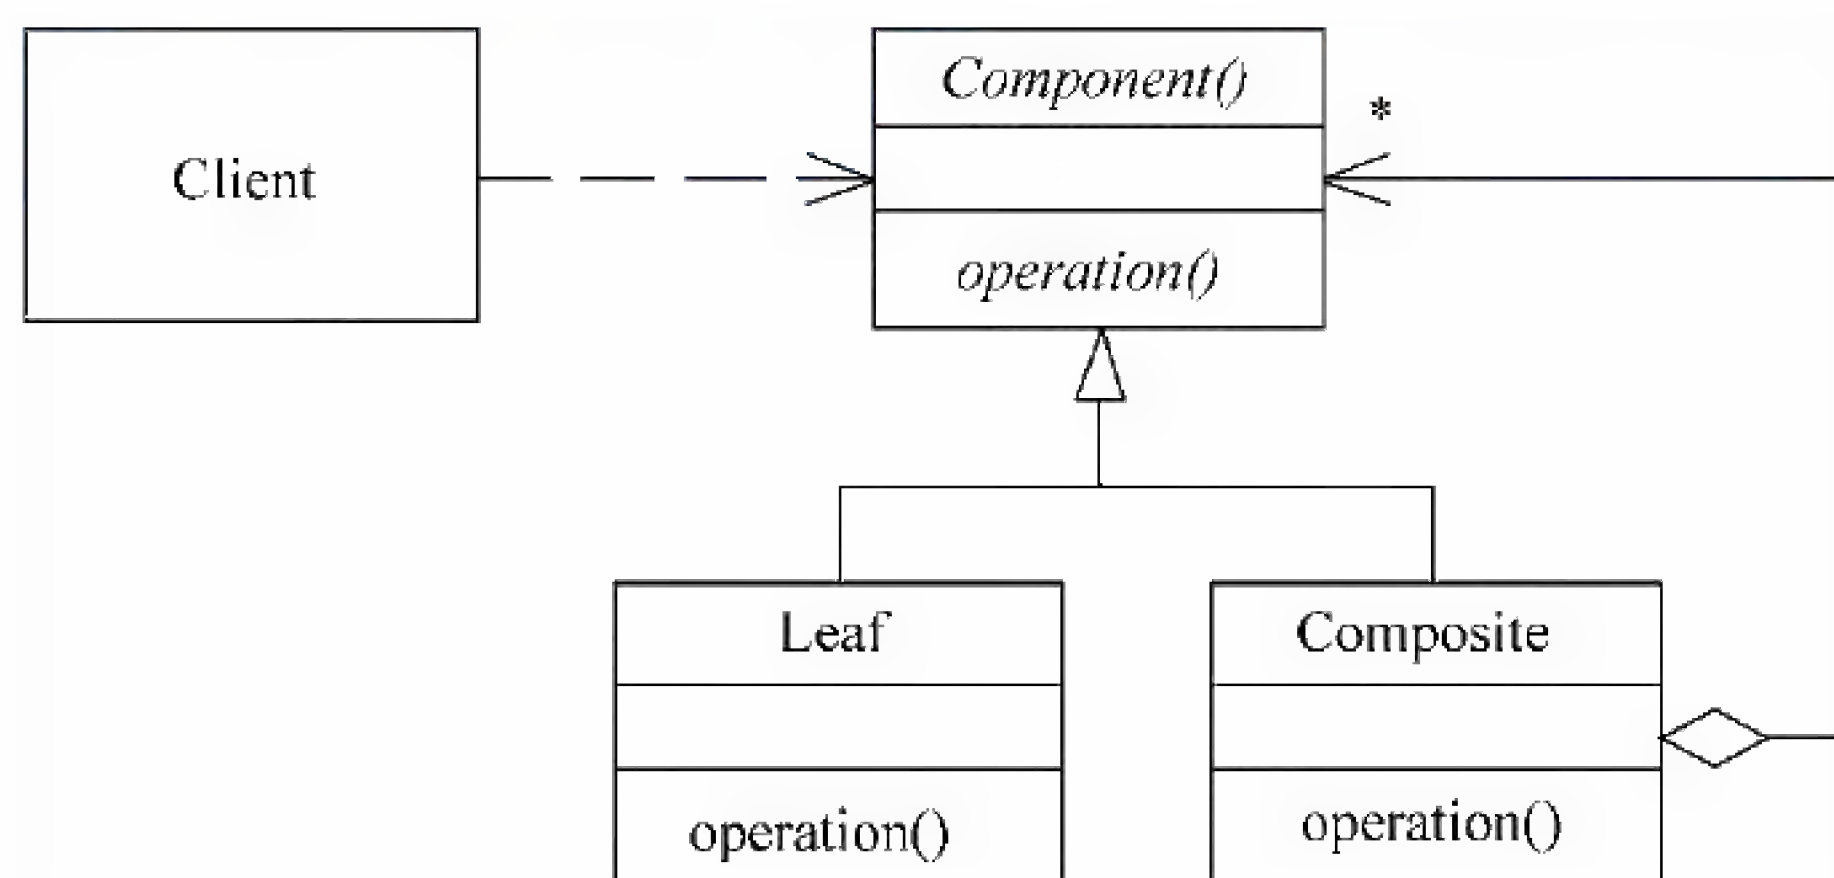 Component()
*
Client
operation()
Leaf
Composite
operation()
operation()